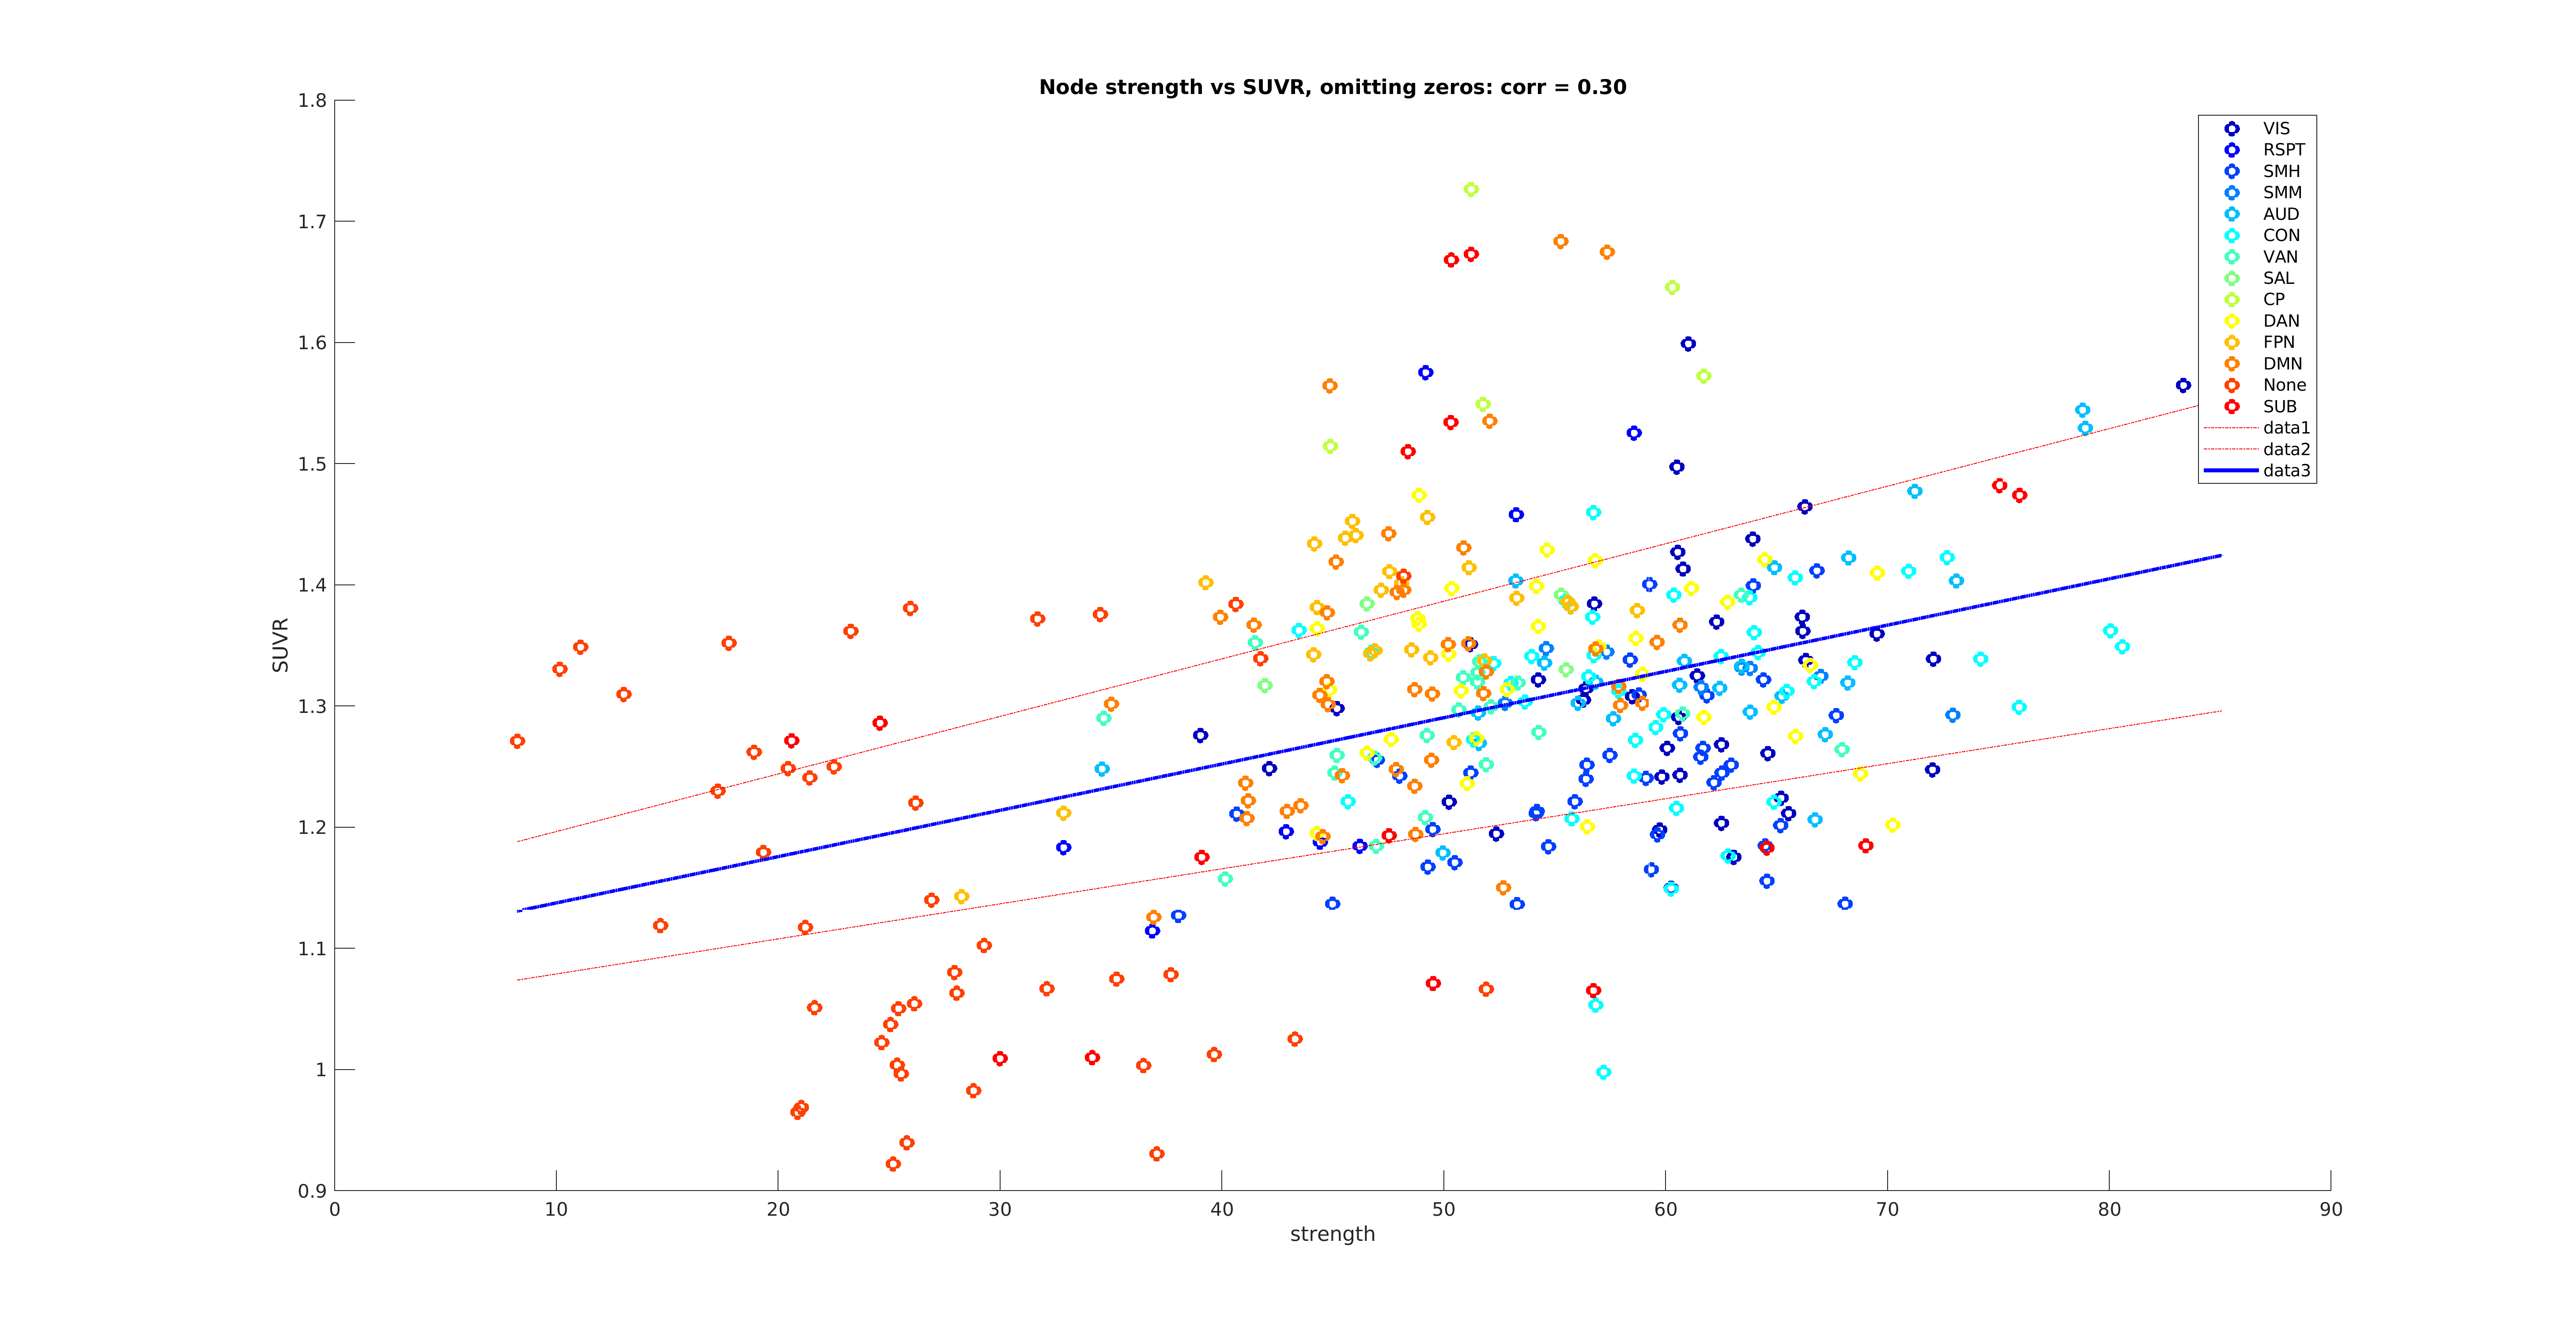 Node strength vs SUVR, omitting zeros: corr = 0.30
1.8
1.7
1.6
1.5
1.4
1.3
1.2
1.1
1
0.9
SUVR
0 10 20 30 40 50 60 70 80 90
strength
VIS
RSPT
SMH
SMM
AUD
CON
VAN
SAL
CP
DAN
FPN
DMN
None
SUB
data1
data2
data3